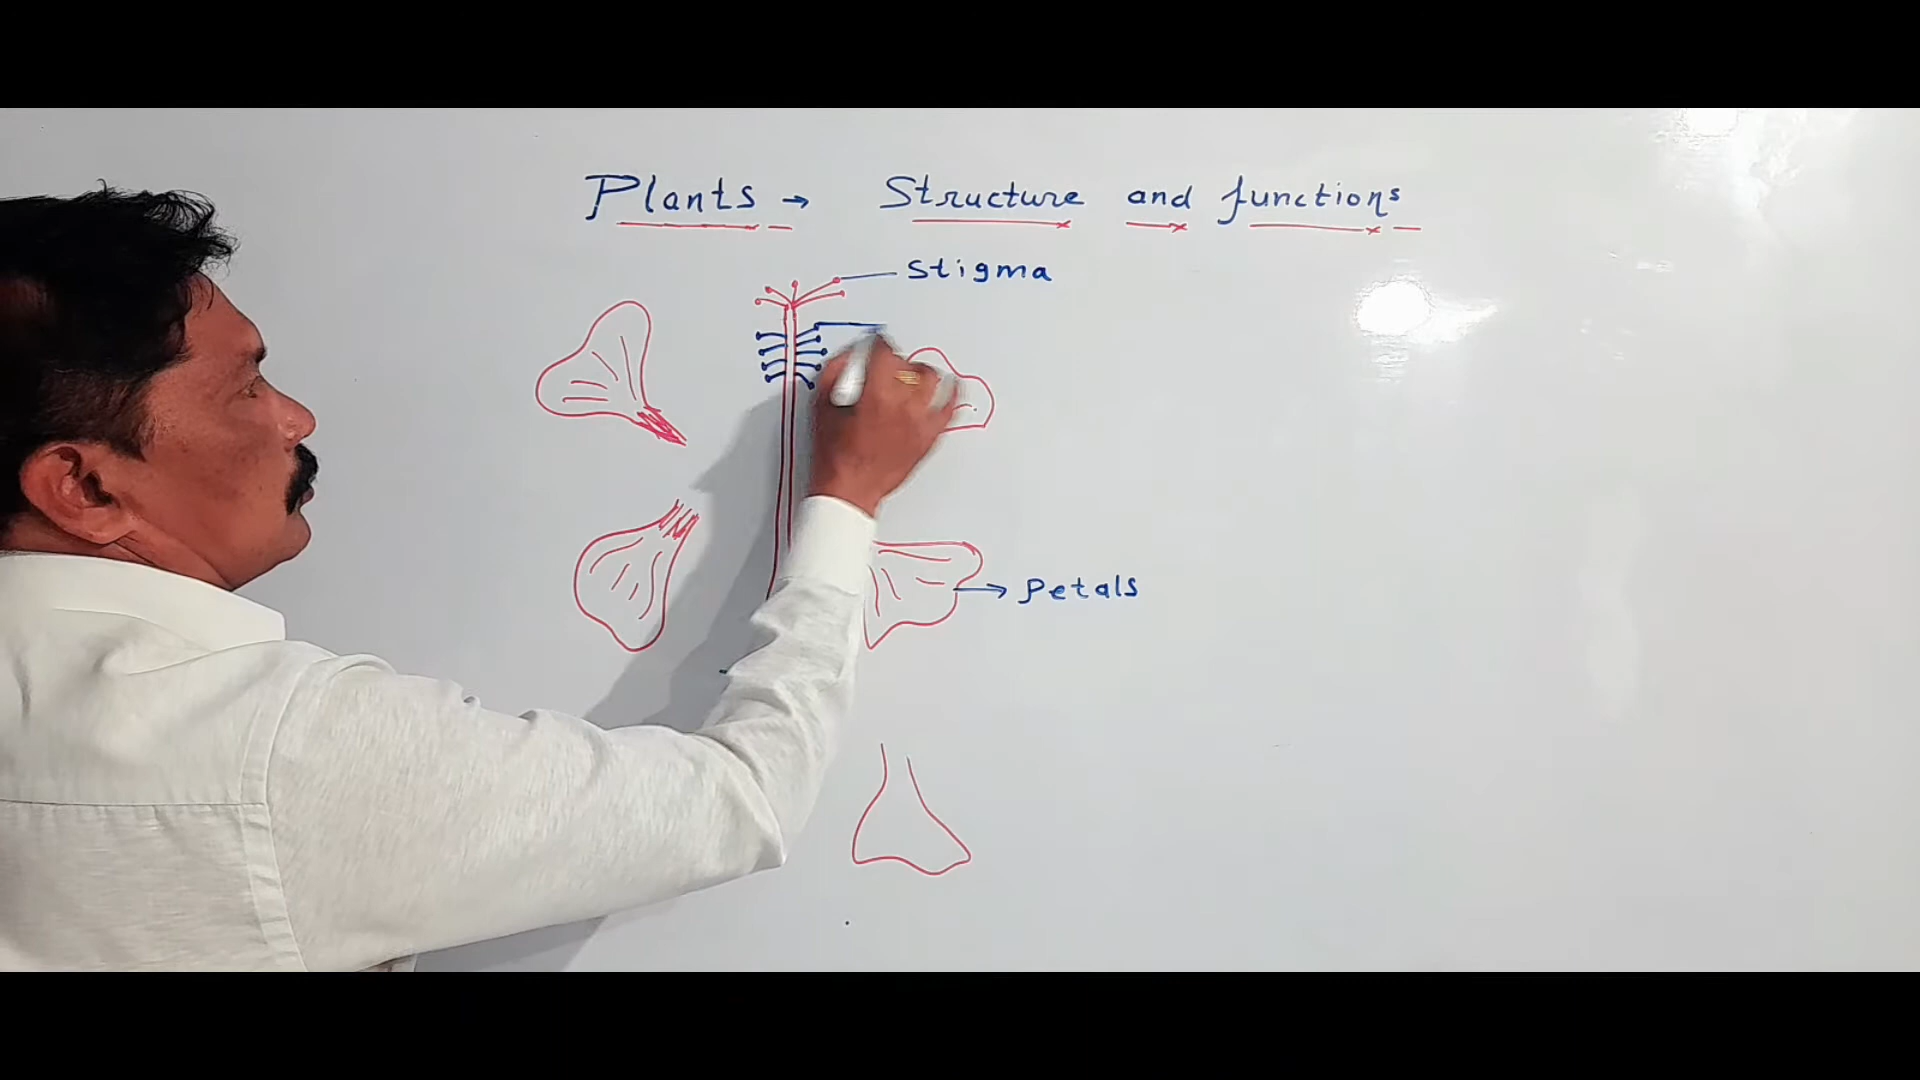 Plants → Structure and functions
Stigma
Petals